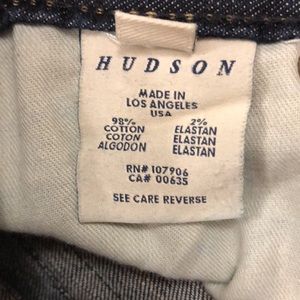 HUDSON
MADE IN
LOS ANGELES
USA
98% 2%
COTTON ELASTAN
COTON ELASTAN
ALGODON ELASTAN
RN# 107906
CA# 00635
SEE CARE REVERSE